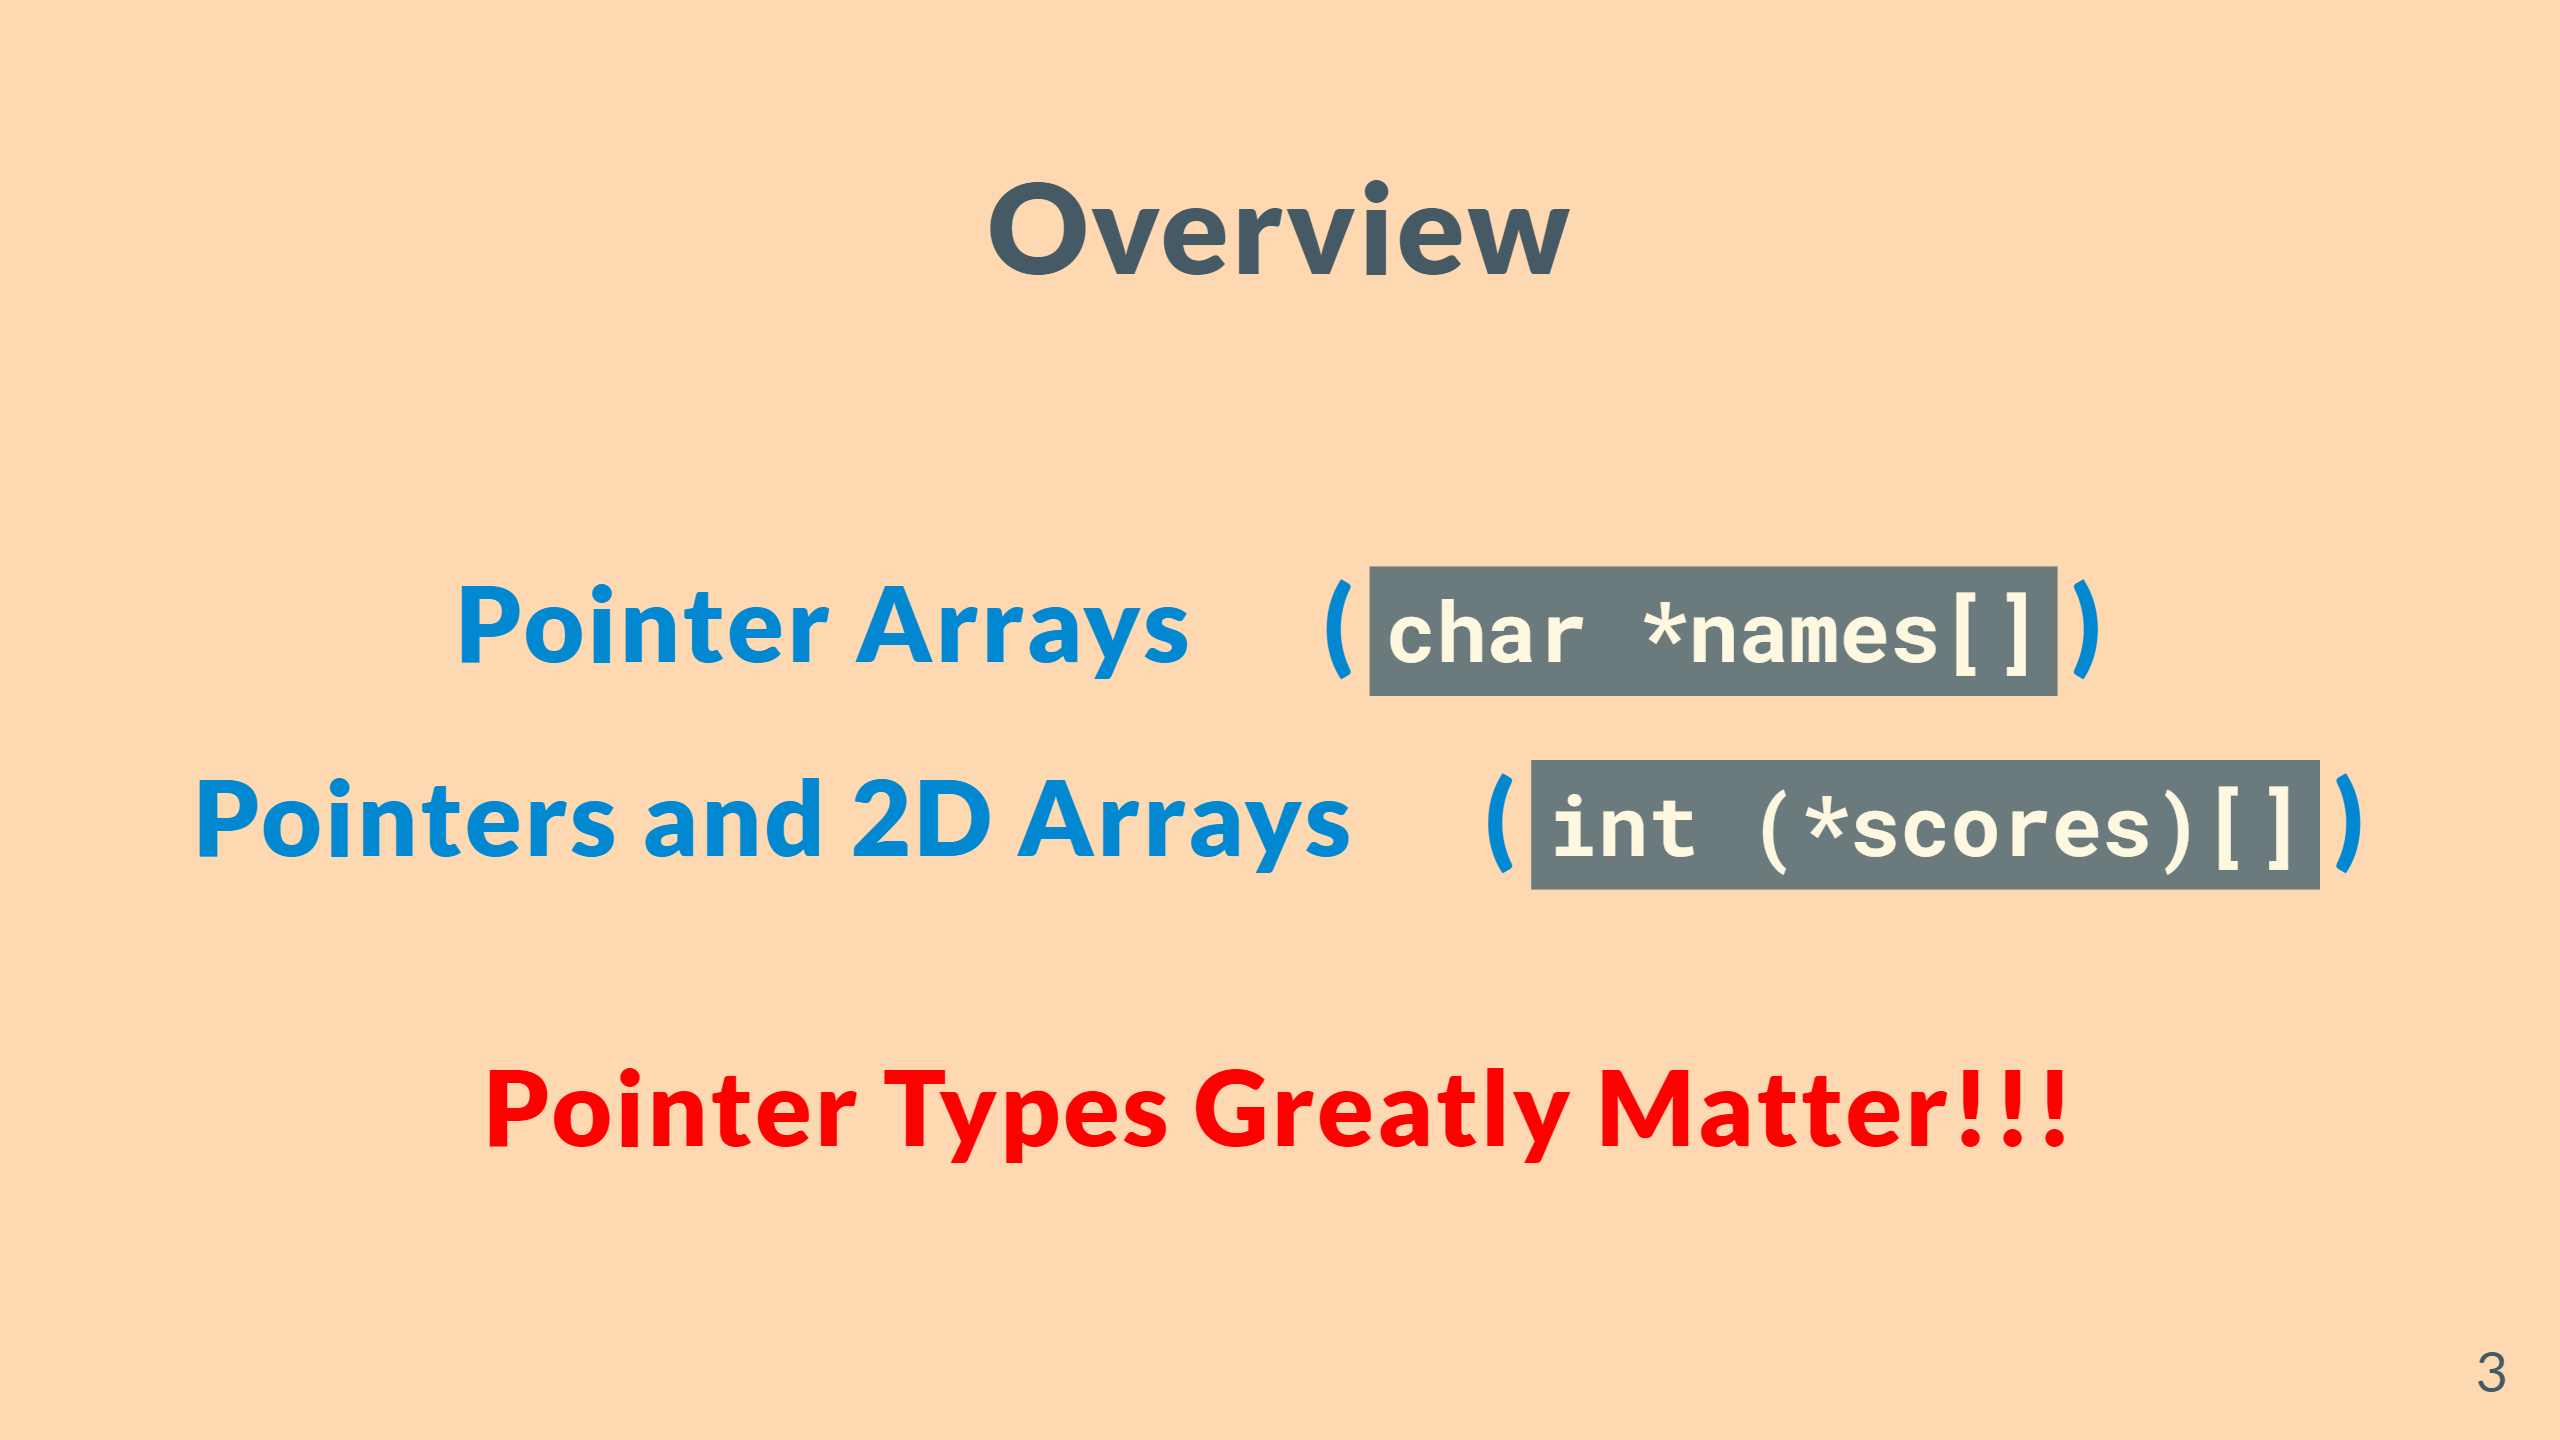 Overview
Pointer Arrays (char *names[])
Pointers and 2D Arrays (int (*scores)[])
Pointer Types Greatly Matter!!!
3